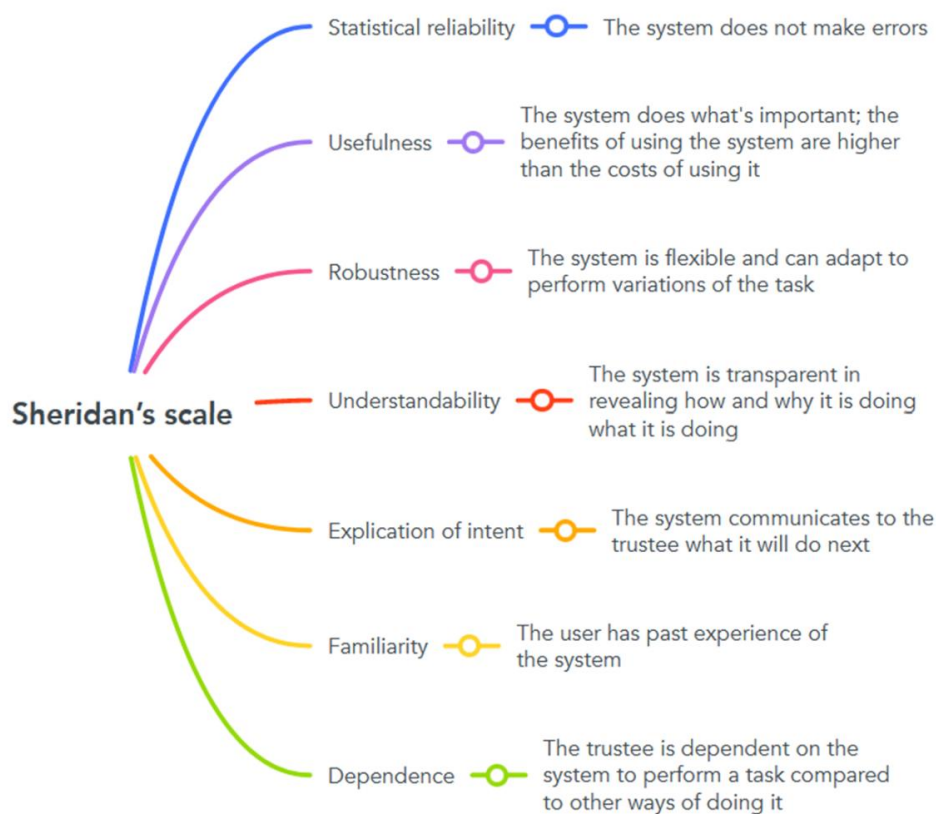 Sheridan's scale
Statistical reliability
The system does not make errors
Usefulness
The system does what's important; the
benefits of using the system are higher
than the costs of using it
Robustness
The system is flexible and can adapt to
perform variations of the task
Understandability
The system is transparent in
revealing how and why it is doing
what it is doing
Explication of intent
The system communicates to the
trustee what it will do next
Familiarity
The user has past experience of
the system
Dependence
The trustee is dependent on the
system to perform a task compared
to other ways of doing it